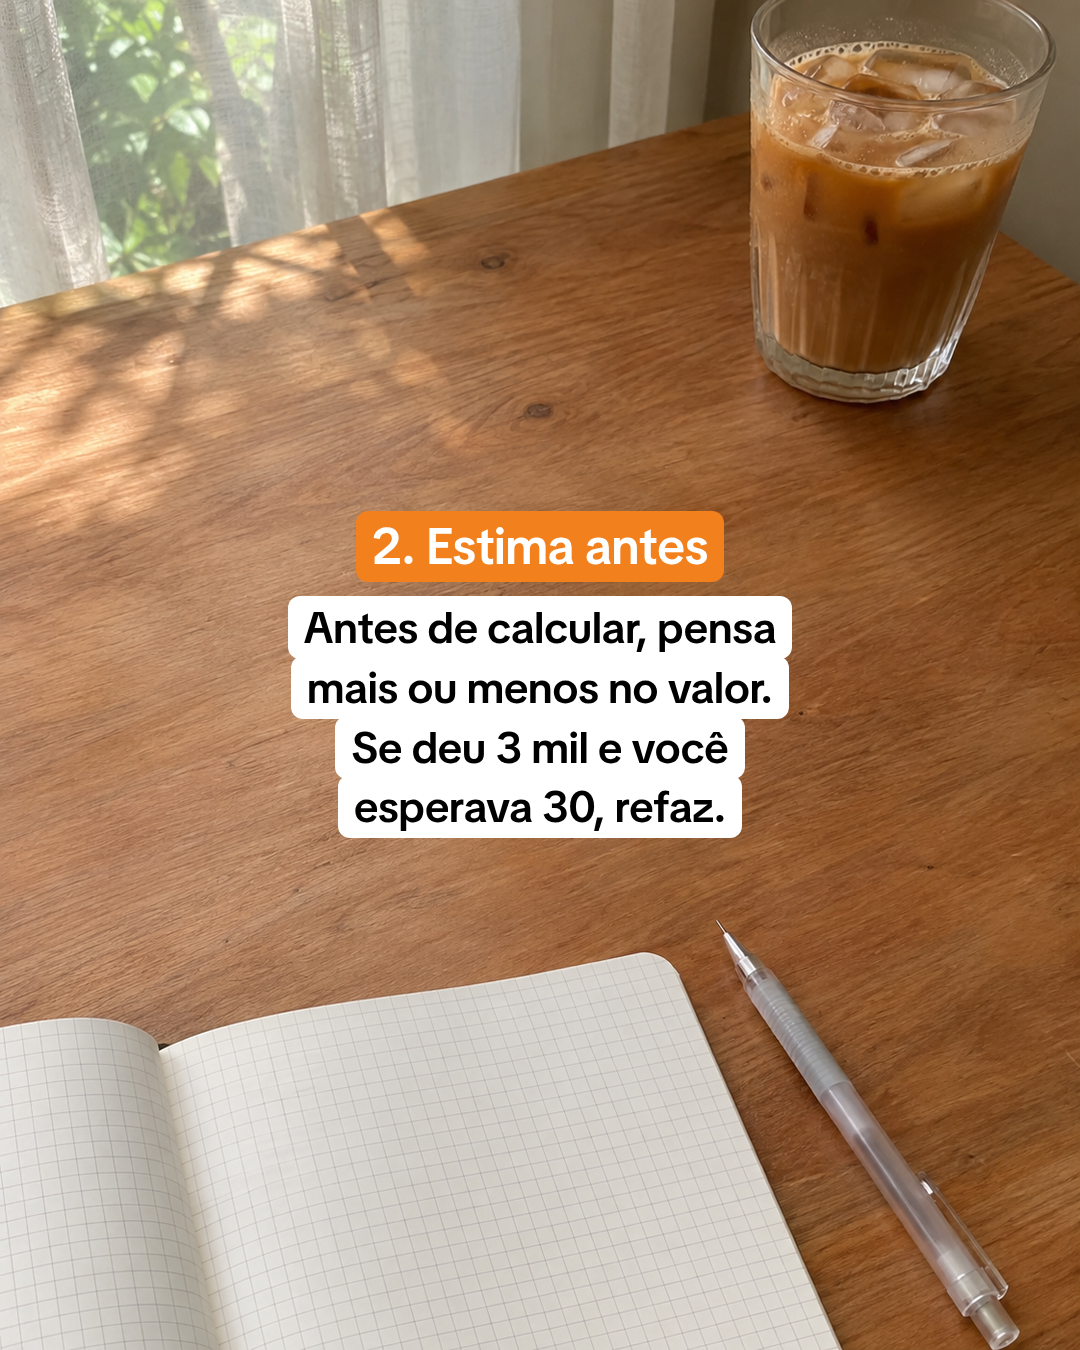 2. Estima antes
Antes de calcular, pensa
mais ou menos no valor.
Se deu 3 mil e você
esperava 30, refaz.